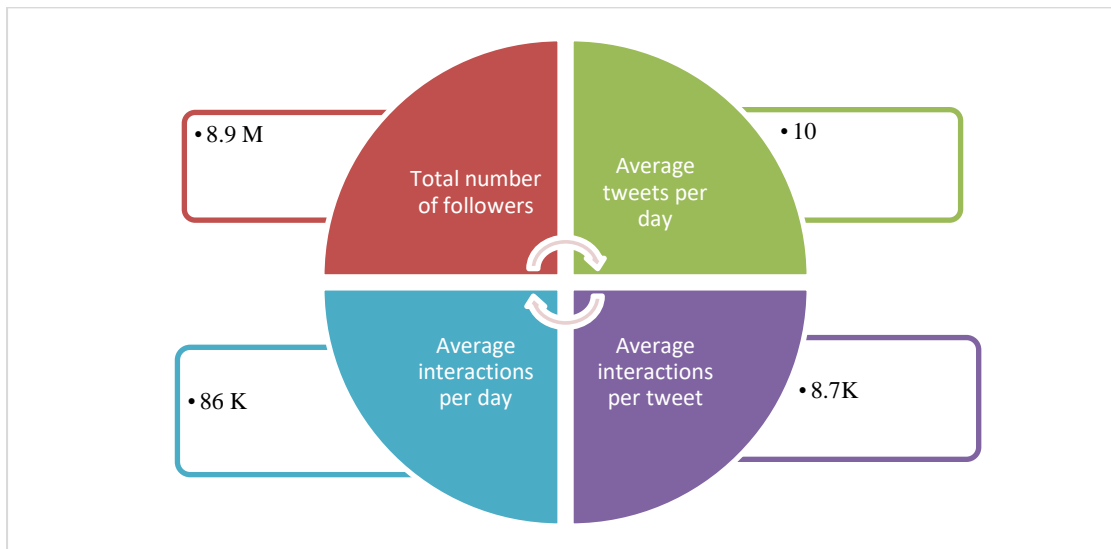 • 8.9 M
Total number
of followers
Average
tweets per
day
• 10
• 86 K
Average
interactions
per day
Average
interactions
per tweet
• 8.7K